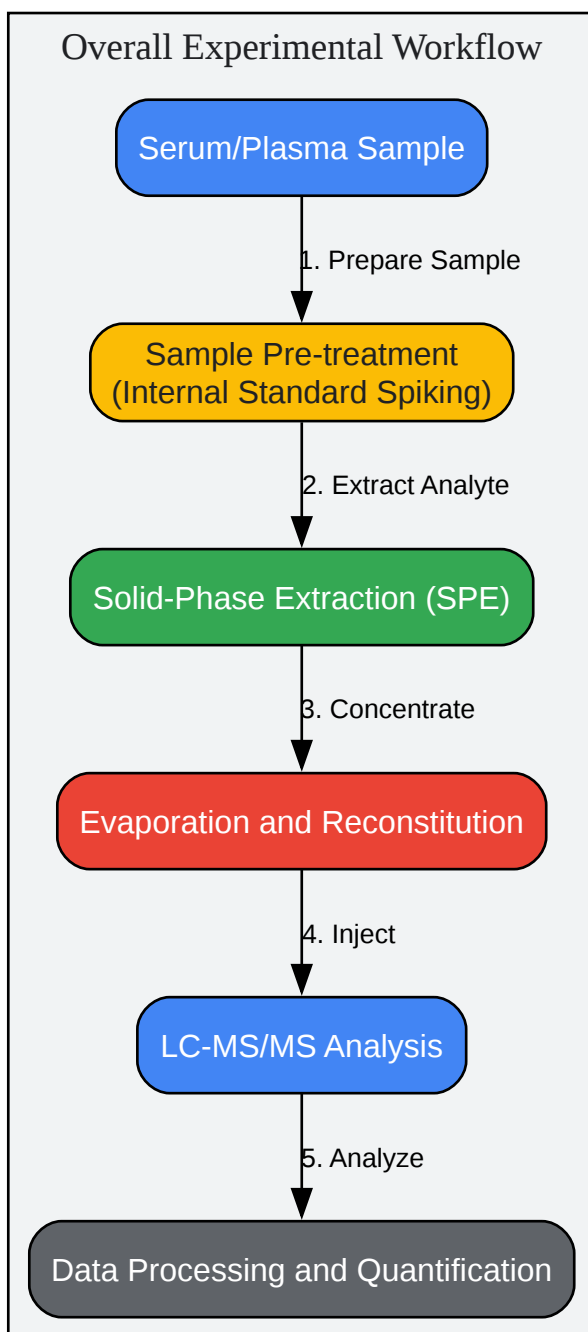 Overall Experimental Workflow
Serum/Plasma Sample
1. Prepare Sample
Sample Pre-treatment
(Internal Standard Spiking)
2. Extract Analyte
Solid-Phase Extraction (SPE)
3. Concentrate
Evaporation and Reconstitution
4. Inject
LC-MS/MS Analysis
5. Analyze
Data Processing and Quantification